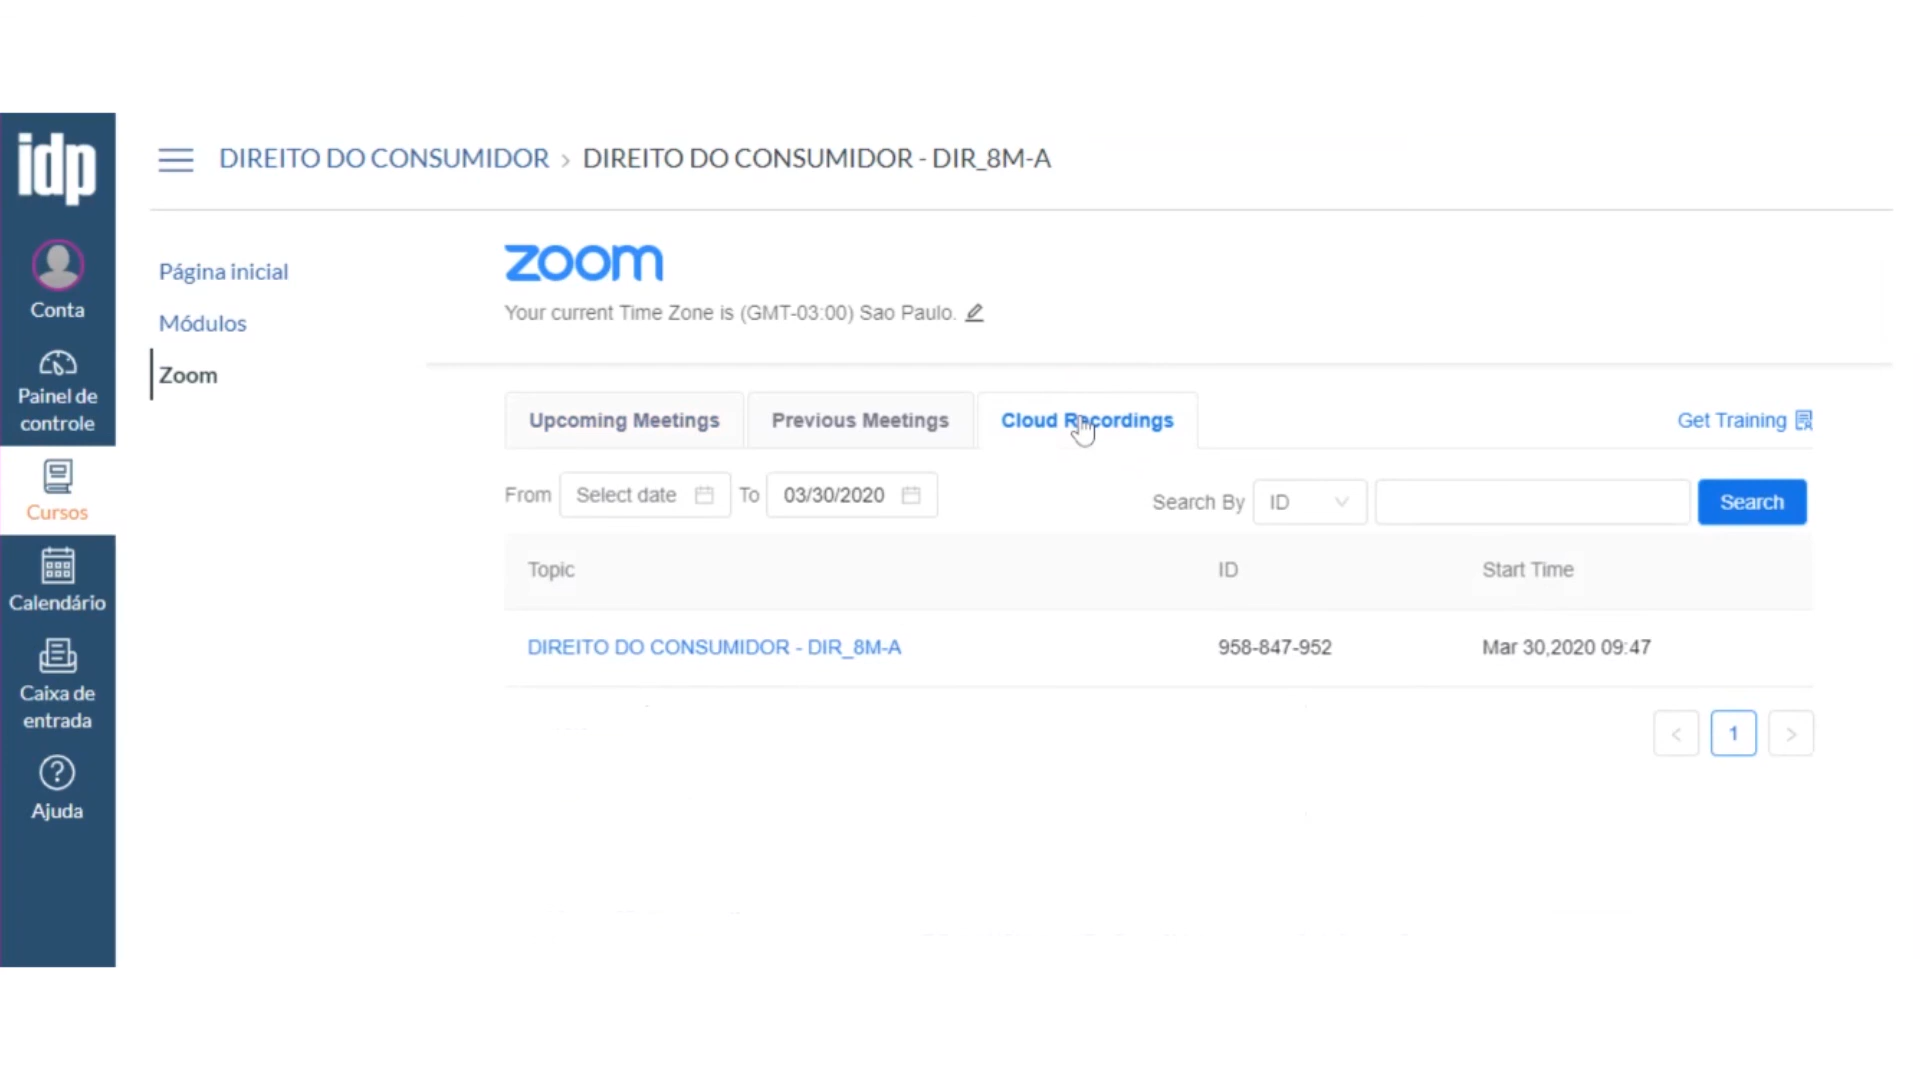 idp
DIREITO DO CONSUMIDOR › DIREITO DO CONSUMIDOR - DIR_8M-A
Conta
Painel de
controle
Cursos
Calendário
Caixa de
entrada
Ajuda
Página inicial
Módulos
Zoom
zoom
Your current Time Zone is (GMT-03:00) Sao Paulo.
Upcoming Meetings Previous Meetings Cloud Recordings Get Training
From Select date To 03/30/2020 Search By ID Search
Topic ID Start Time
DIREITO DO CONSUMIDOR - DIR_8M-A 958-847-952 Mar 30,2020 09:47
< 1 >